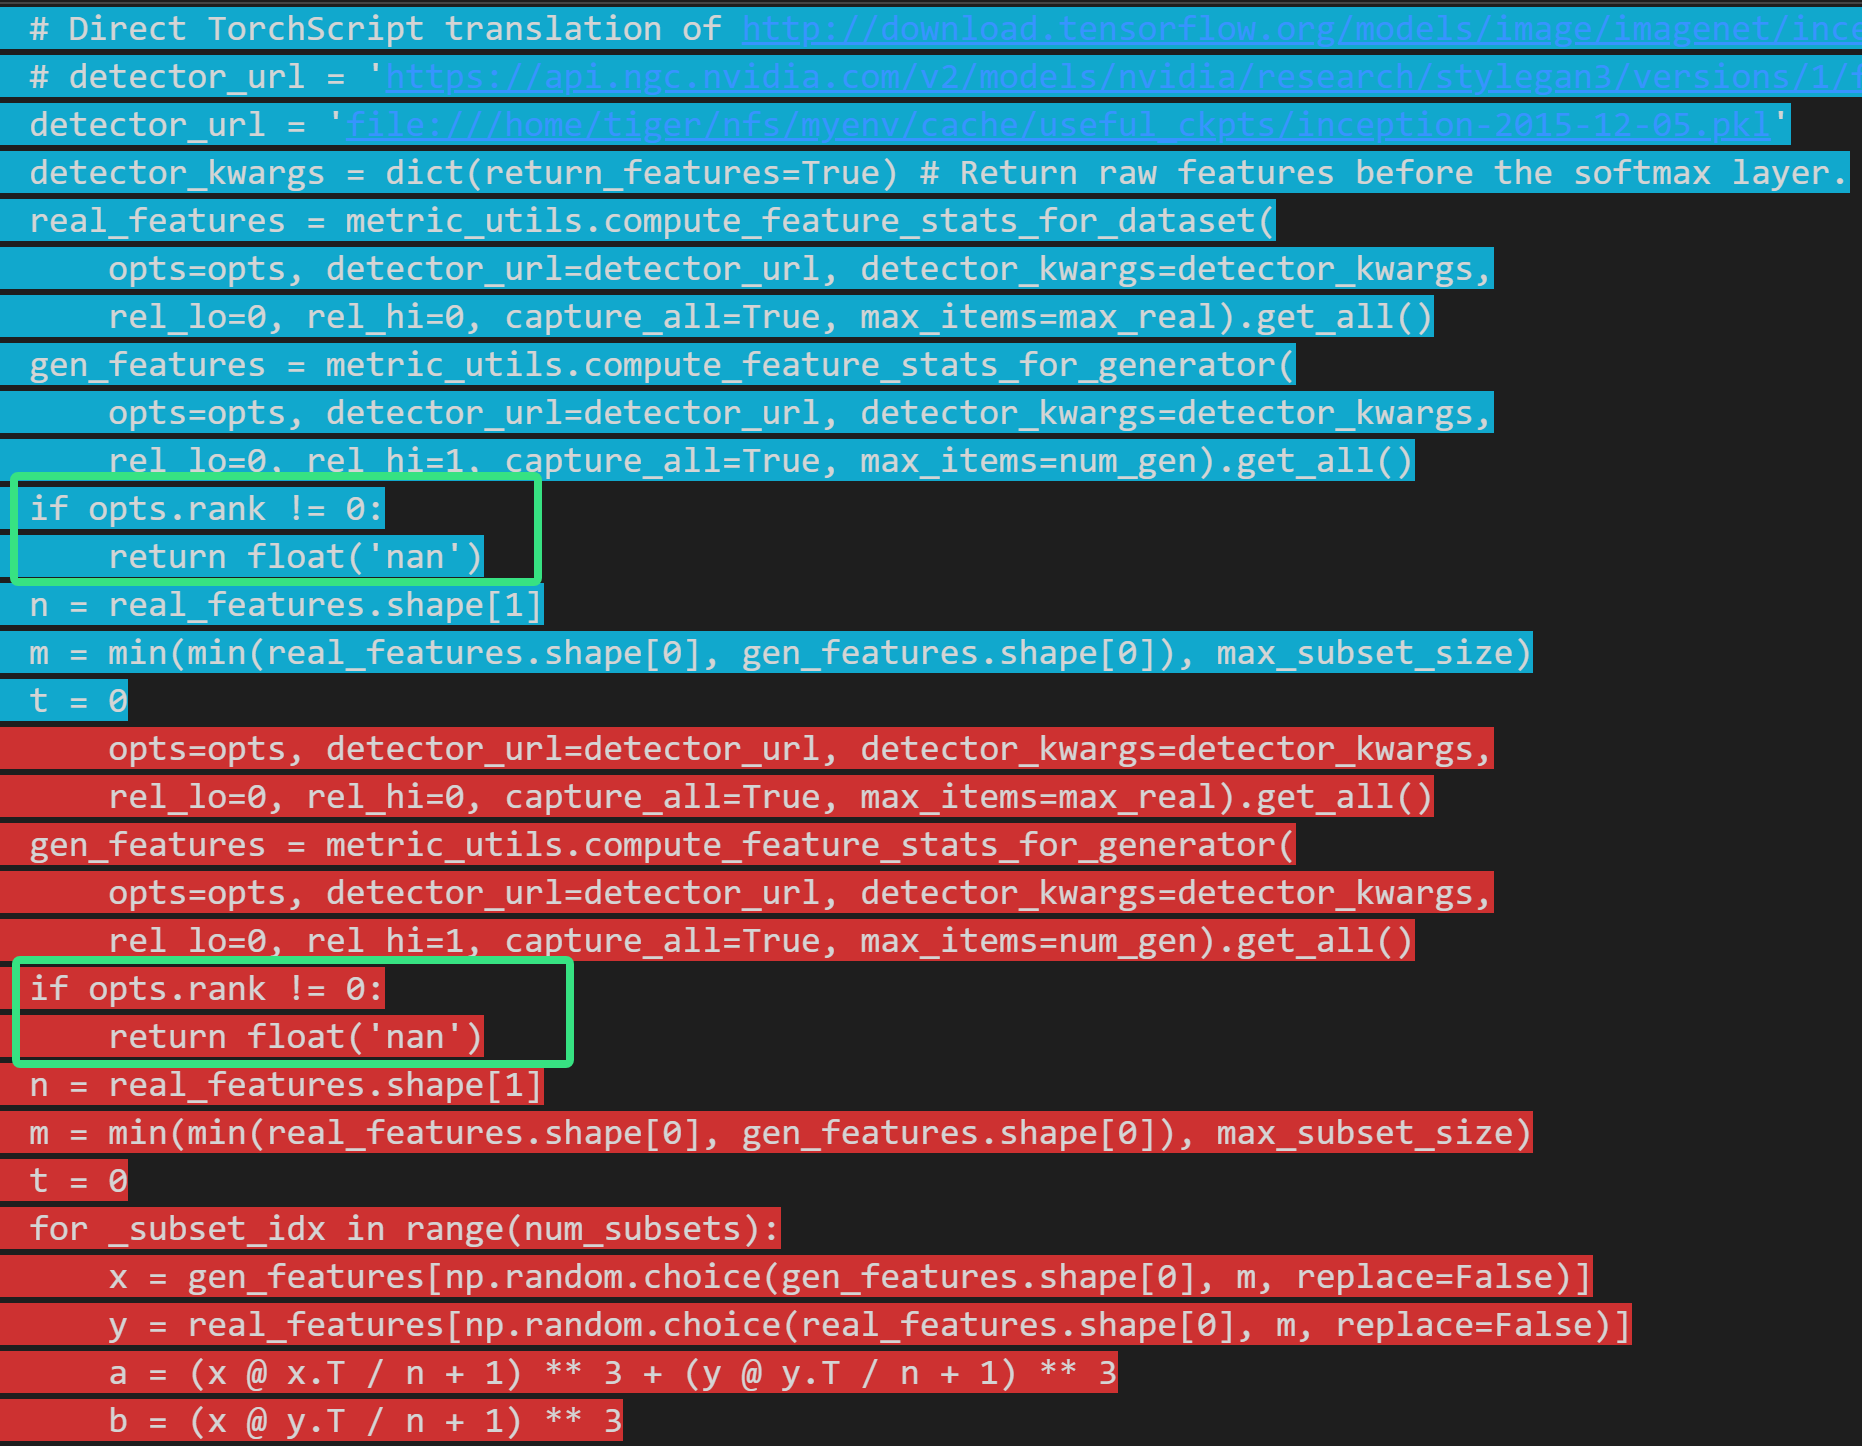 # Direct TorchScript translation of http://download.tensorflow.org/models/image/imagenet/ince
# detector_url = 'https://api.ngc.nvidia.com/v2/models/nvidia/research/stylegan3/versions/1/f
detector_url = 'file:///home/tiger/nfs/myenv/cache/useful_ckpts/inception-2015-12-05.pkl'
detector_kwargs = dict(return_features=True) # Return raw features before the softmax layer.
real_features = metric_utils.compute_feature_stats_for_dataset(
    opts=opts, detector_url=detector_url, detector_kwargs=detector_kwargs,
    rel_lo=0, rel_hi=0, capture_all=True, max_items=max_real).get_all()
gen_features = metric_utils.compute_feature_stats_for_generator(
    opts=opts, detector_url=detector_url, detector_kwargs=detector_kwargs,
    rel_lo=0, rel_hi=1, capture_all=True, max_items=num_gen).get_all()
if opts.rank != 0:
    return float('nan')
n = real_features.shape[1]
m = min(min(real_features.shape[0], gen_features.shape[0]), max_subset_size)
t = 0
    opts=opts, detector_url=detector_url, detector_kwargs=detector_kwargs,
    rel_lo=0, rel_hi=0, capture_all=True, max_items=max_real).get_all()
gen_features = metric_utils.compute_feature_stats_for_generator(
    opts=opts, detector_url=detector_url, detector_kwargs=detector_kwargs,
    rel_lo=0, rel_hi=1, capture_all=True, max_items=num_gen).get_all()
if opts.rank != 0:
    return float('nan')
n = real_features.shape[1]
m = min(min(real_features.shape[0], gen_features.shape[0]), max_subset_size)
t = 0
for _subset_idx in range(num_subsets):
    x = gen_features[np.random.choice(gen_features.shape[0], m, replace=False)]
    y = real_features[np.random.choice(real_features.shape[0], m, replace=False)]
    a = (x @ x.T / n + 1) ** 3 + (y @ y.T / n + 1) ** 3
    b = (x @ y.T / n + 1) ** 3